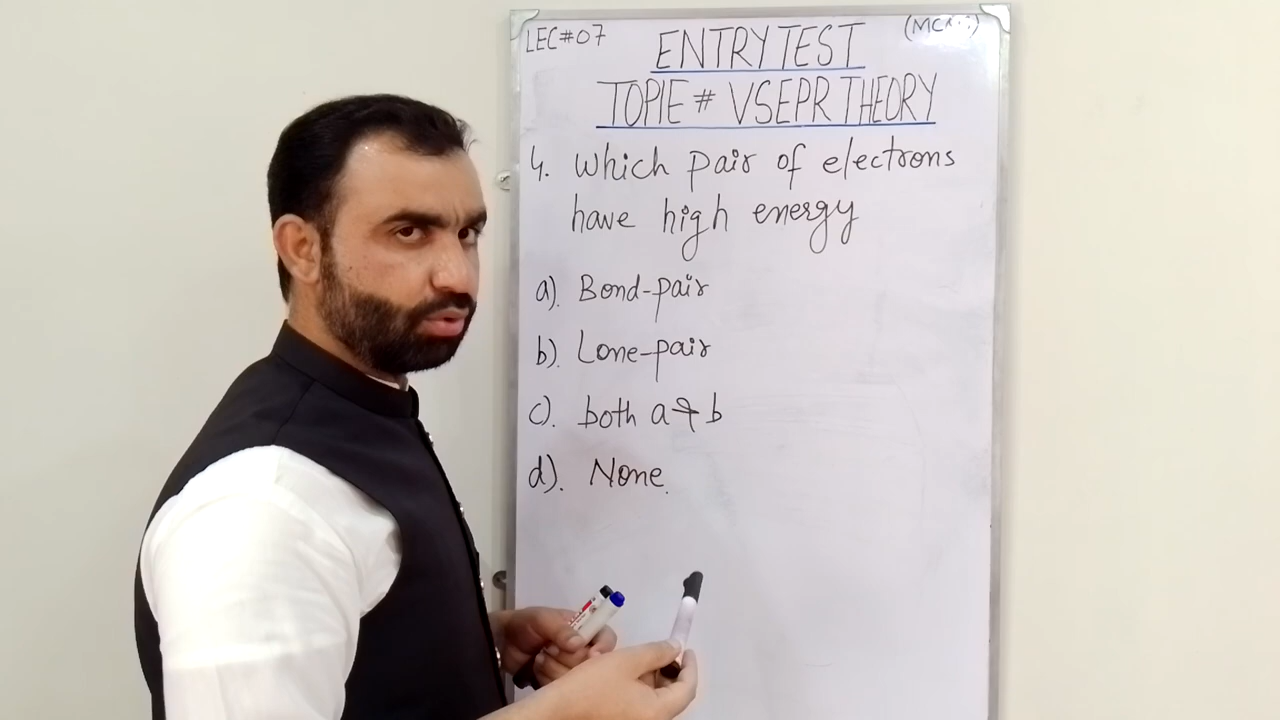 LEC#07
ENTRY TEST
TOPIE # VSEPR THEORY
4. Which pair of electrons
have high energy
a). Bond-pair
b). Lone-pair
c). both a & b
d). None.